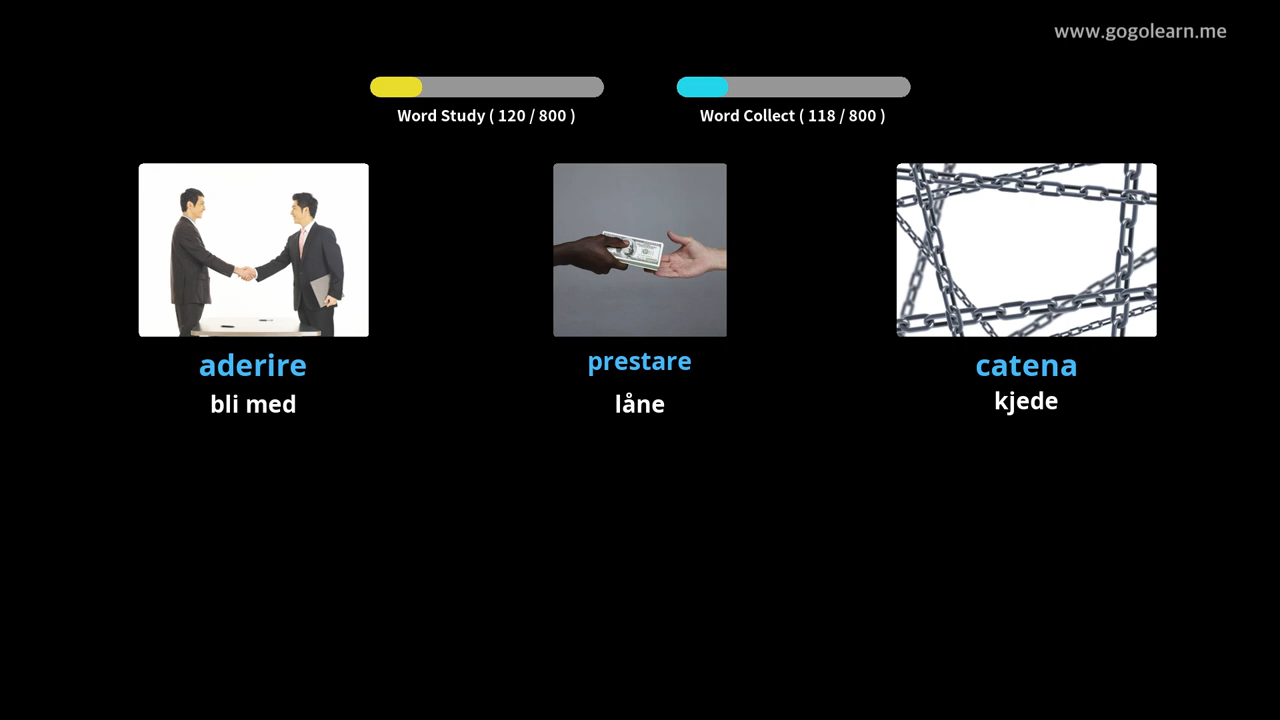 www.gogolearn.me
Word Study ( 120 / 800 )
Word Collect ( 118 / 800 )
aderire
bli med
prestare
låne
catena
kjede